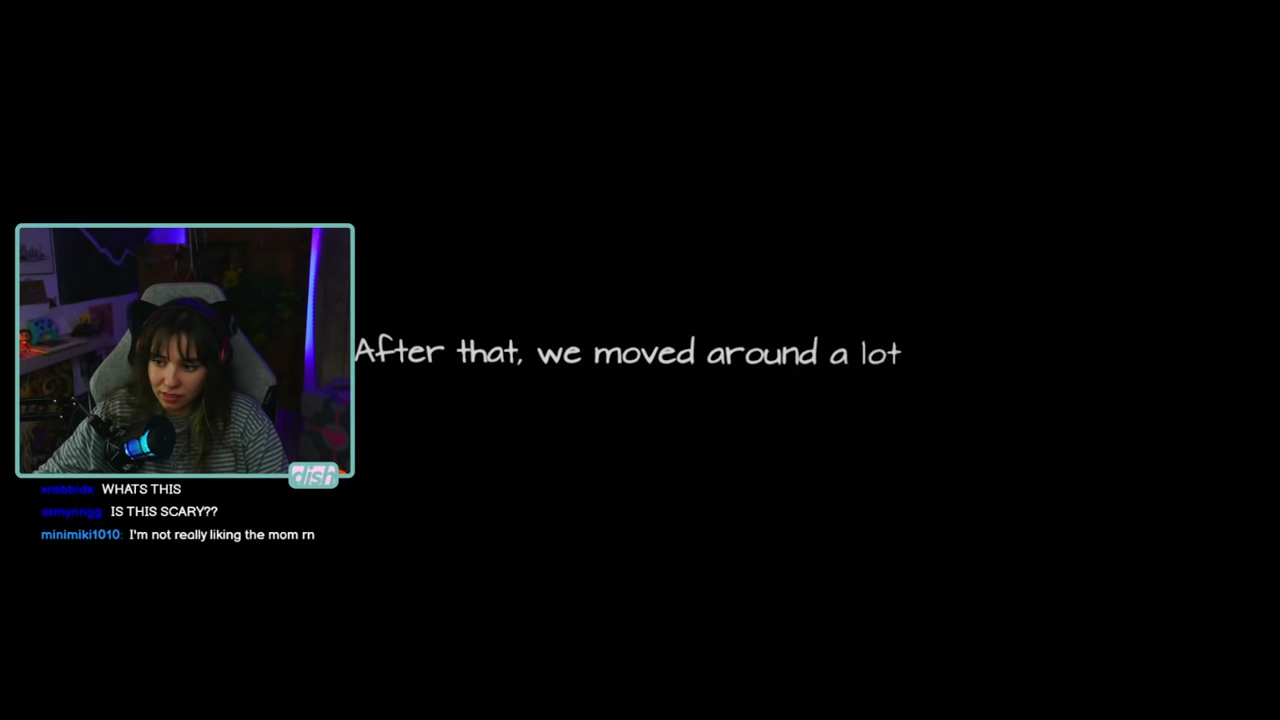 After that, we moved around a lot
dish
WHATS THIS
IS THIS SCARY??
minimiki1010: I'm not really liking the mom rn